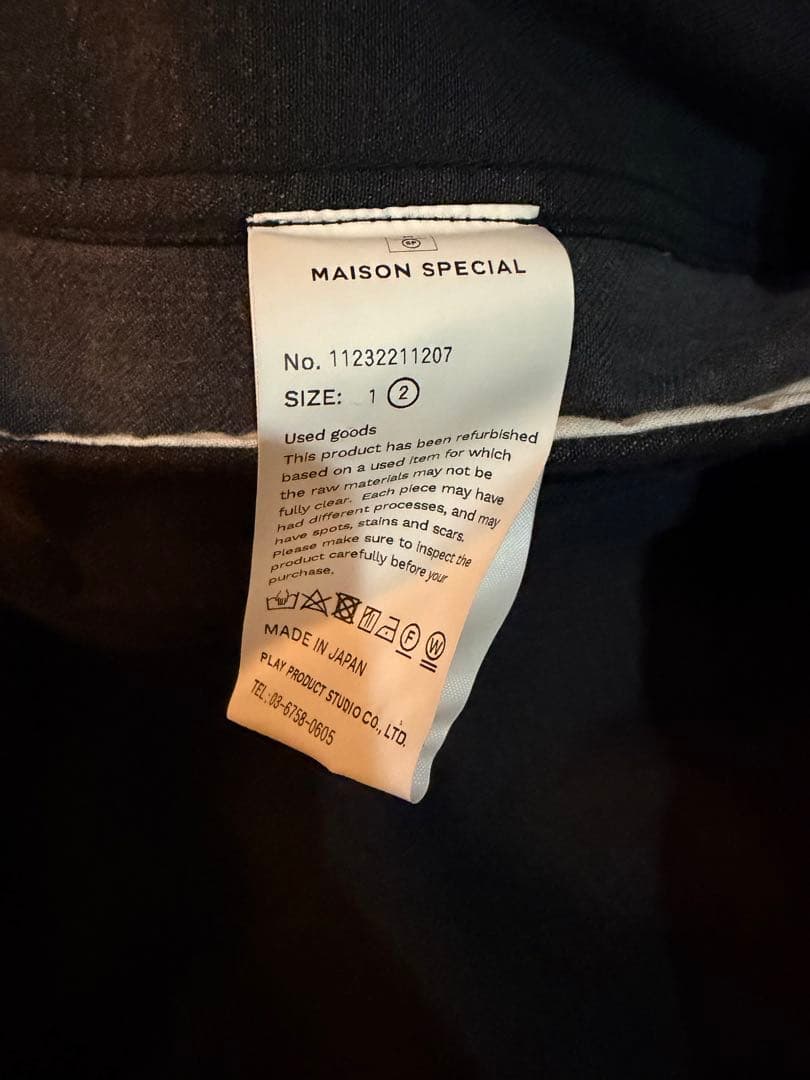 SP
MAISON SPECIAL
No. 11232211207
SIZE: 1 2
Used goods
This product has been refurbished
based on a used item for which
the raw materials may not be
fully clear. Each piece may have
had different processes, and may
have spots, stains and scars.
Please make sure to inspect the
product carefully before your
purchase.
F W
MADE IN JAPAN
PLAY PRODUCT STUDIO CO., LTD.
TEL:03-6758-0605